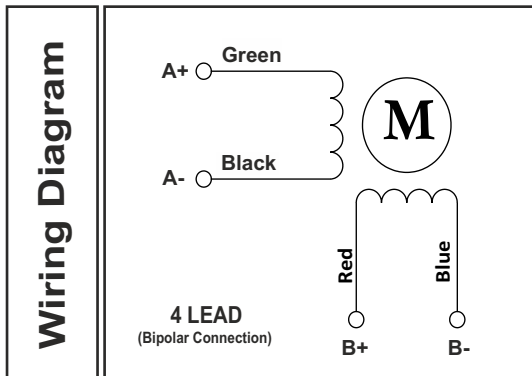 Wiring Diagram
A+ Green
M
A- Black
Red
Blue
4 LEAD
(Bipolar Connection)
B+ B-